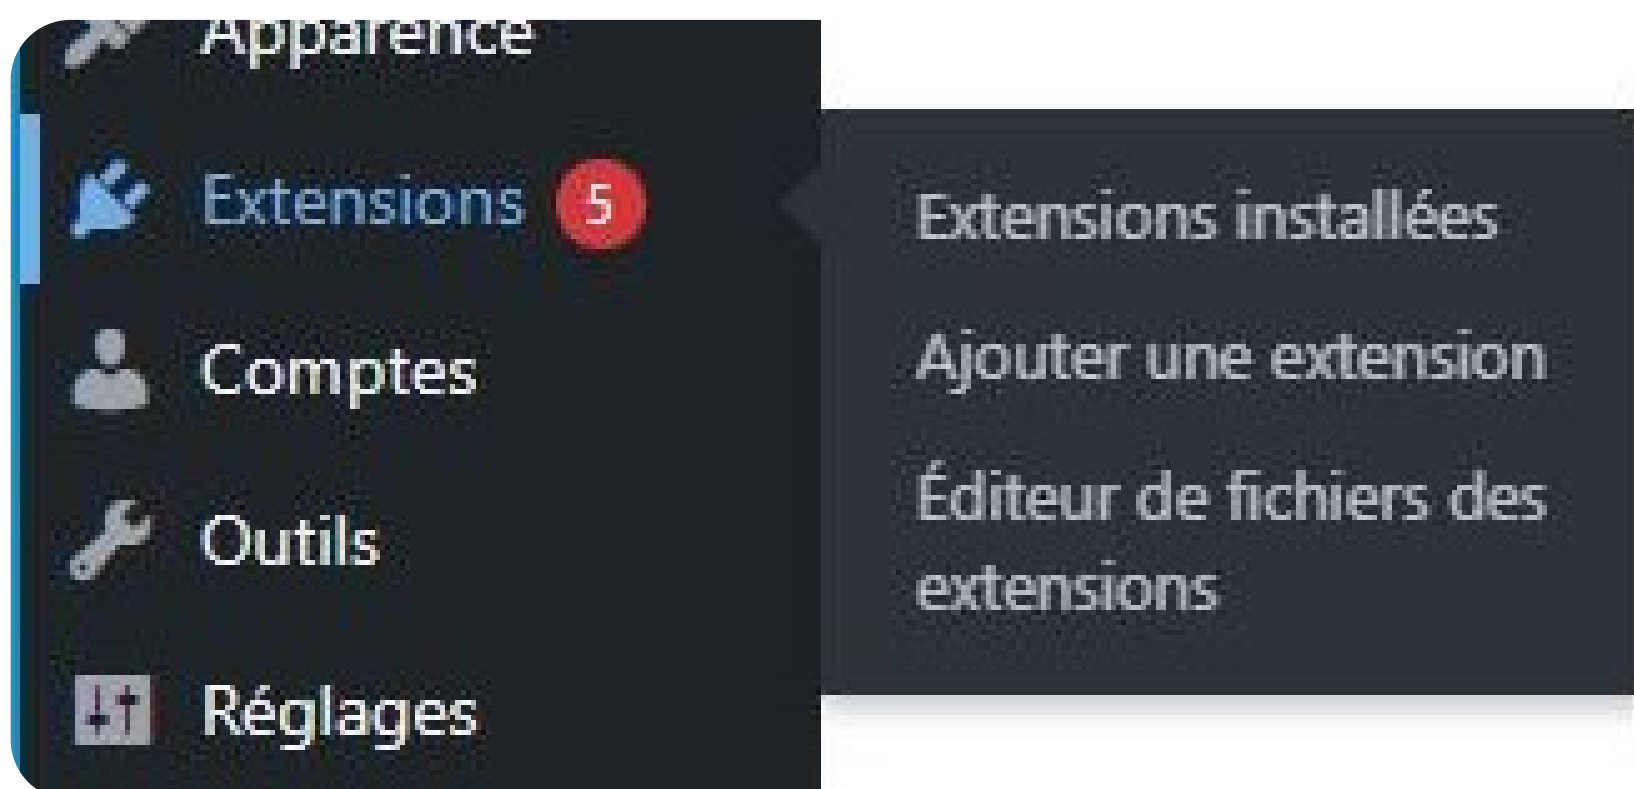 Apparence
Extensions 5
Comptes
Outils
Réglages
Extensions installées
Ajouter une extension
Éditeur de fichiers des
extensions